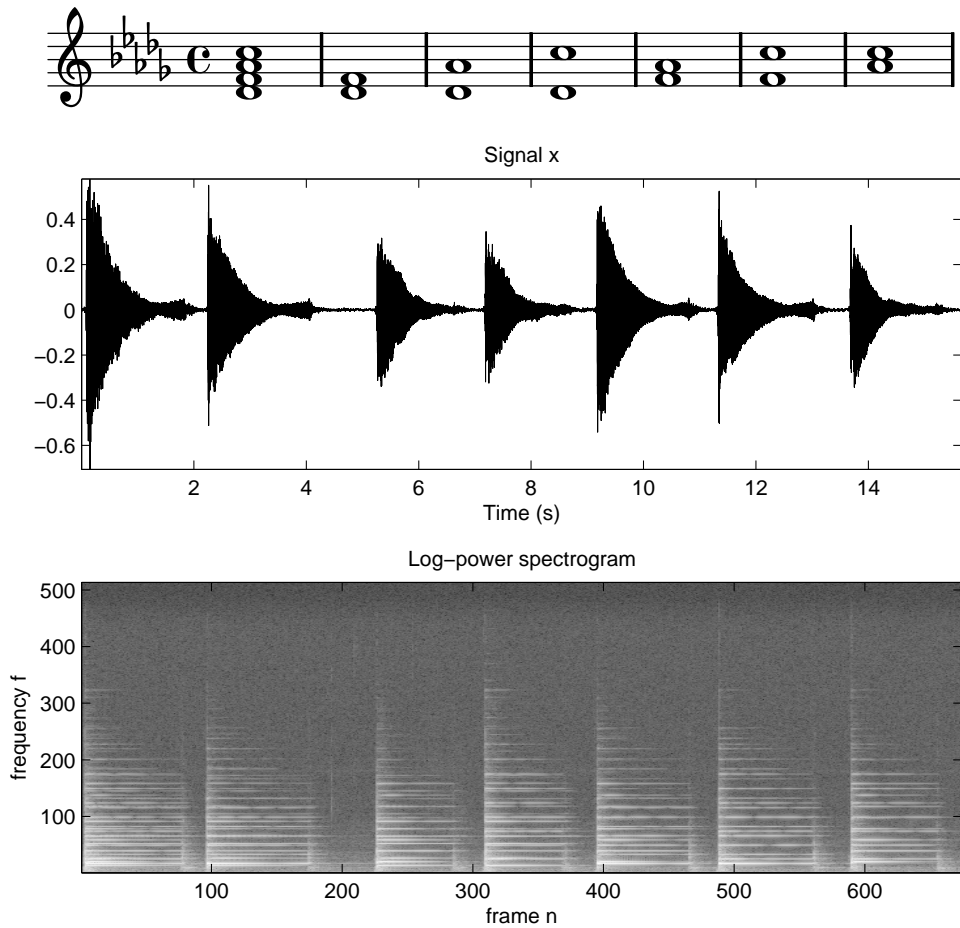 Signal x
0.4
0.2
0
−0.2
−0.4
−0.6
2 4 6 8 10 12 14
Time (s)
Log−power spectrogram
500
400
300
200
100
frequency f
100 200 300 400 500 600
frame n